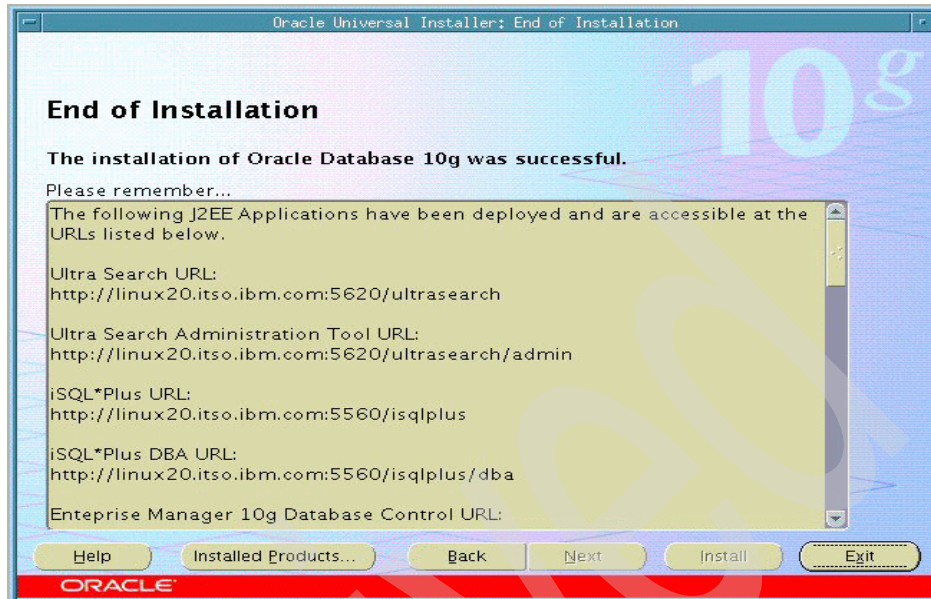 Oracle Universal Installer: End of Installation
10g
End of Installation
The installation of Oracle Database 10g was successful.
Please remember...
The following J2EE Applications have been deployed and are accessible at the
URLs listed below.
Ultra Search URL:
http://linux20.itso.ibm.com:5620/ultrasearch
Ultra Search Administration Tool URL:
http://linux20.itso.ibm.com:5620/ultrasearch/admin
iSQL*Plus URL:
http://linux20.itso.ibm.com:5560/isqlplus
iSQL*Plus DBA URL:
http://linux20.itso.ibm.com:5560/isqlplus/dba
Enteprise Manager 10g Database Control URL:
Help Installed Products... Back Next Install Exit
ORACLE